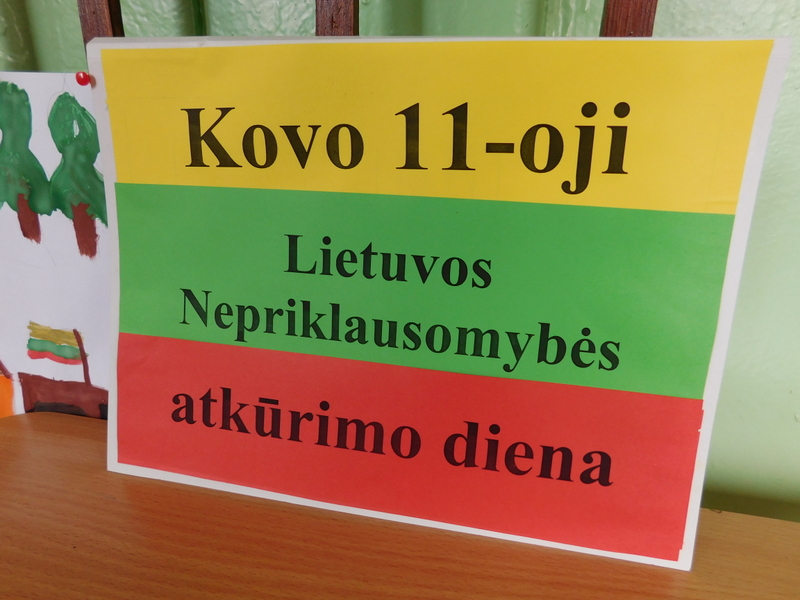 Kovo 11-oji
Lietuvos
Nepriklausomybės
atkūrimo diena